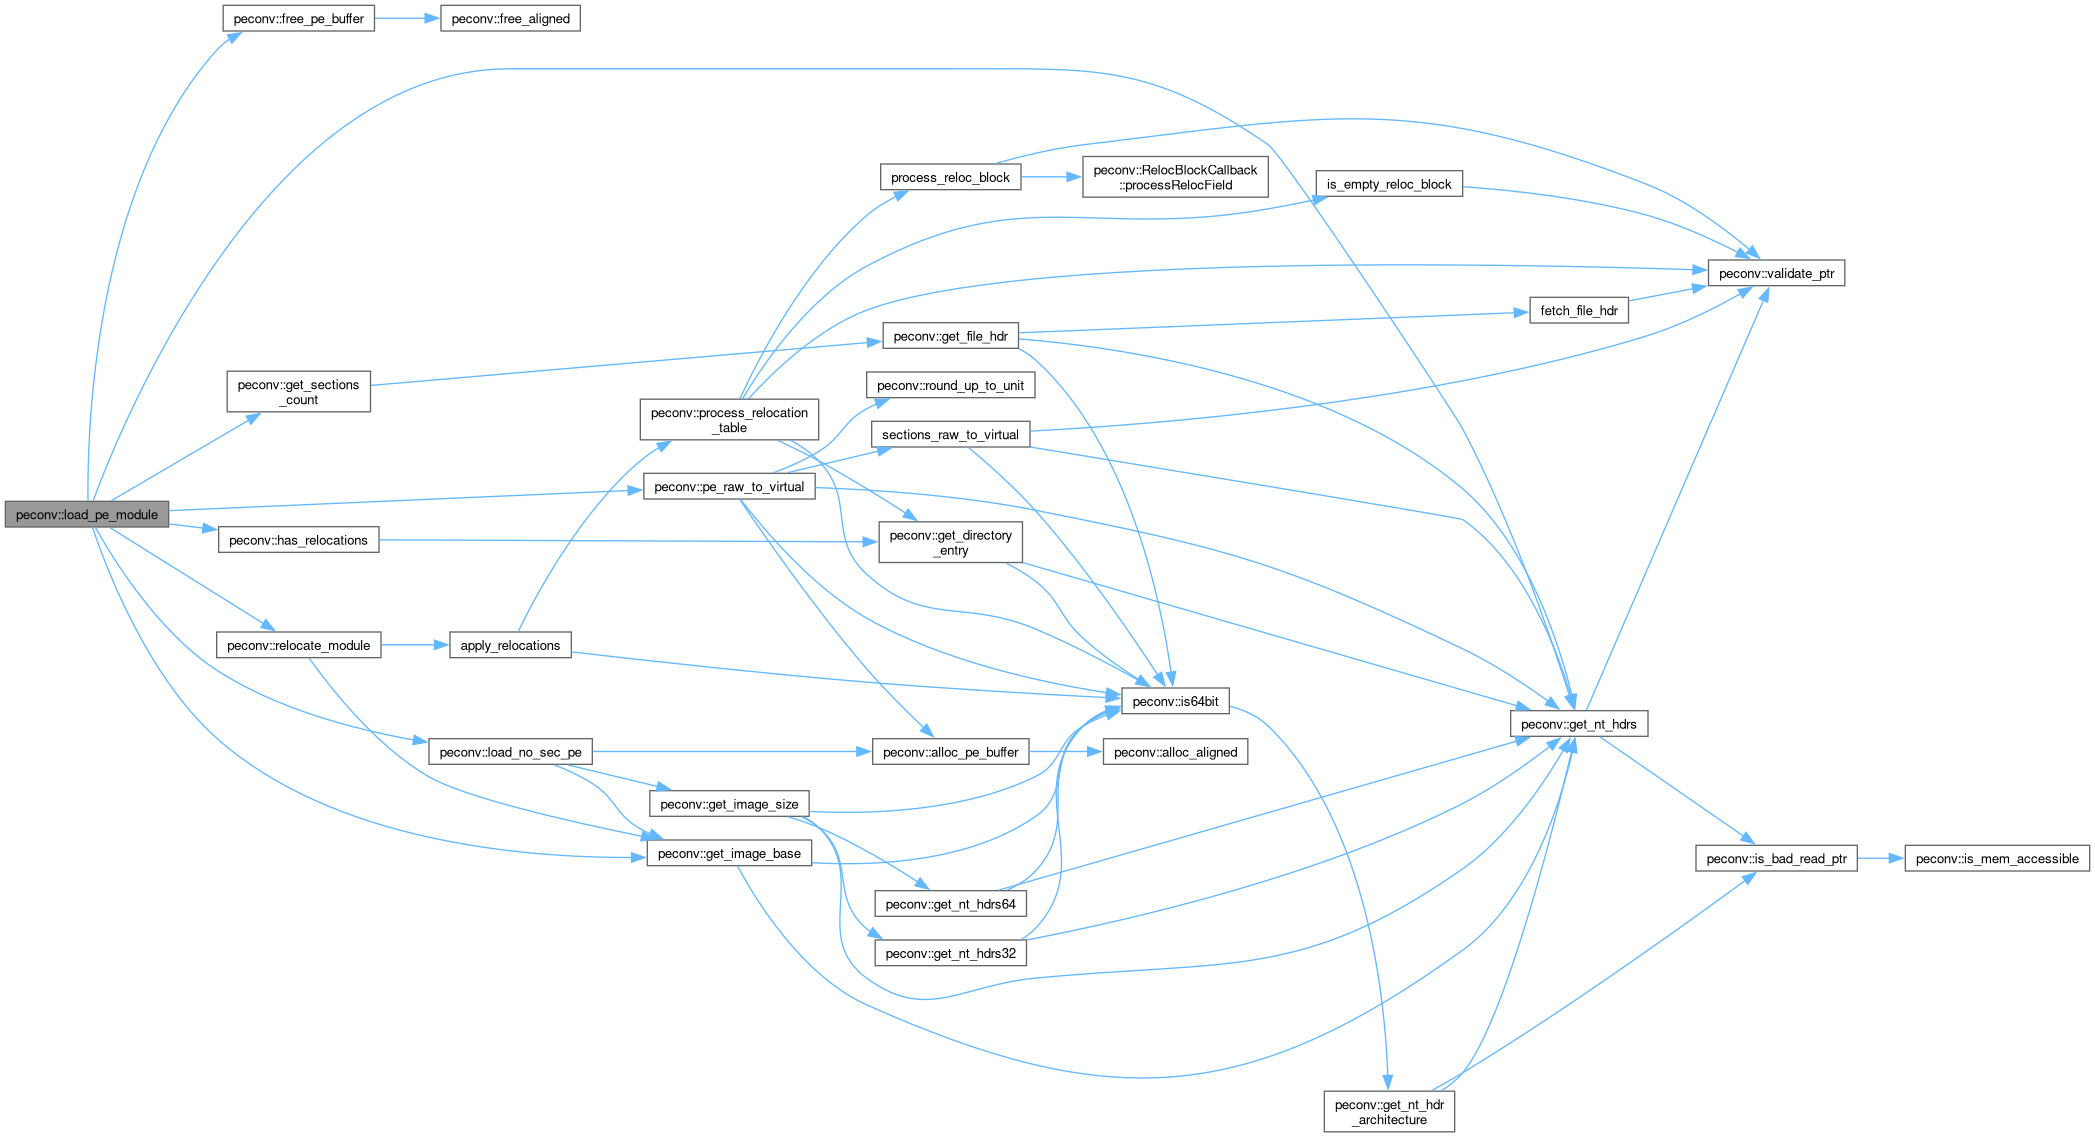 peconv::free_pe_buffer
peconv::free_aligned
process_reloc_block
peconv::RelocBlockCallback
::processRelocField
is_empty_reloc_block
peconv::validate_ptr
fetch_file_hdr
peconv::get_file_hdr
peconv::get_sections
_count
peconv::round_up_to_unit
peconv::process_relocation
_table
sections_raw_to_virtual
peconv::pe_raw_to_virtual
peconv::load_pe_module
peconv::has_relocations
peconv::get_directory
_entry
peconv::relocate_module
apply_relocations
peconv::is64bit
peconv::get_nt_hdrs
peconv::load_no_sec_pe
peconv::alloc_pe_buffer
peconv::alloc_aligned
peconv::get_image_size
peconv::get_image_base
peconv::is_bad_read_ptr
peconv::is_mem_accessible
peconv::get_nt_hdrs64
peconv::get_nt_hdrs32
peconv::get_nt_hdr
_architecture